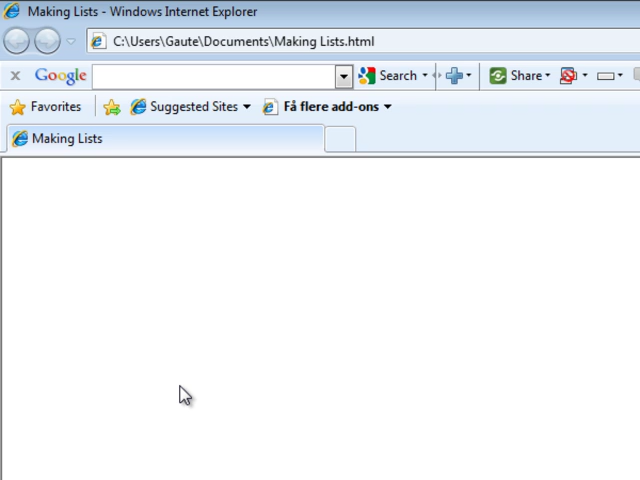 Making Lists - Windows Internet Explorer
C:\Users\Gaute\Documents\Making Lists.html
x Google Search Share
Favorites Suggested Sites Få flere add-ons
Making Lists